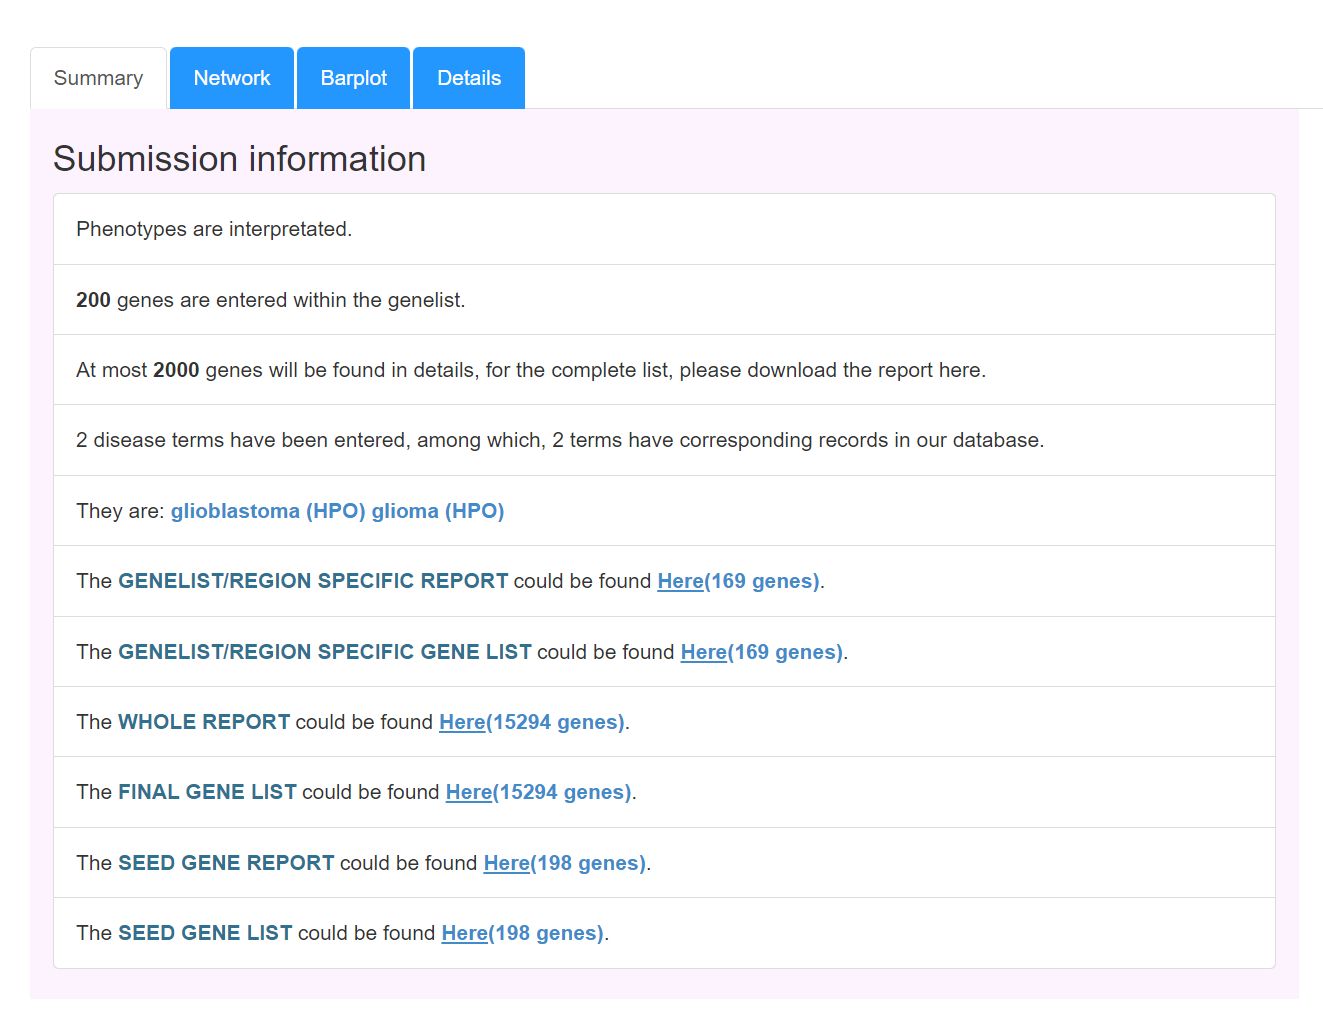 Summary
Network
Barplot
Details
Submission information
Phenotypes are interpretated.
200 genes are entered within the genelist.
At most 2000 genes will be found in details, for the complete list, please download the report here.
2 disease terms have been entered, among which, 2 terms have corresponding records in our database.
They are: glioblastoma (HPO) glioma (HPO)
The GENELIST/REGION SPECIFIC REPORT could be found Here(169 genes).
The GENELIST/REGION SPECIFIC GENE LIST could be found Here(169 genes).
The WHOLE REPORT could be found Here(15294 genes).
The FINAL GENE LIST could be found Here(15294 genes).
The SEED GENE REPORT could be found Here(198 genes).
The SEED GENE LIST could be found Here(198 genes).